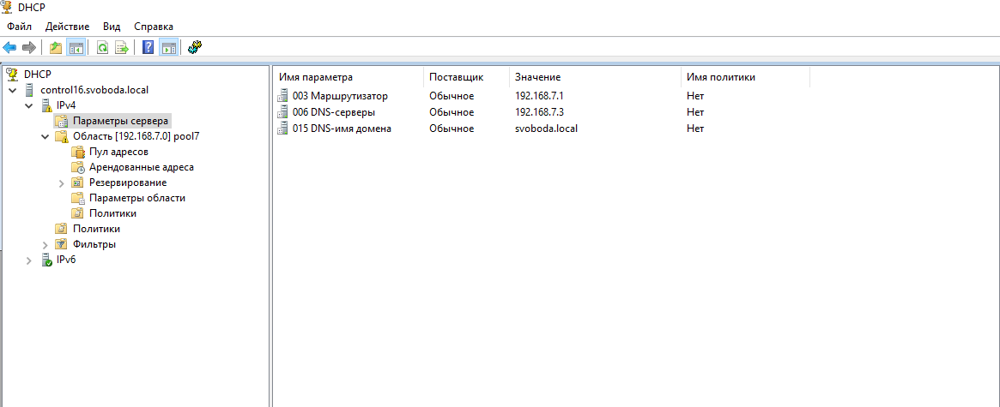 DHCP
Файл Действие Вид Справка
DHCP
control16.svoboda.local
IPv4
Параметры сервера
Область [192.168.7.0] pool7
Пул адресов
Арендованные адреса
Резервирование
Параметры области
Политики
Политики
Фильтры
IPv6
Имя параметра Поставщик Значение Имя политики
003 Маршрутизатор Обычное 192.168.7.1 Нет
006 DNS-серверы Обычное 192.168.7.3 Нет
015 DNS-имя домена Обычное svoboda.local Нет